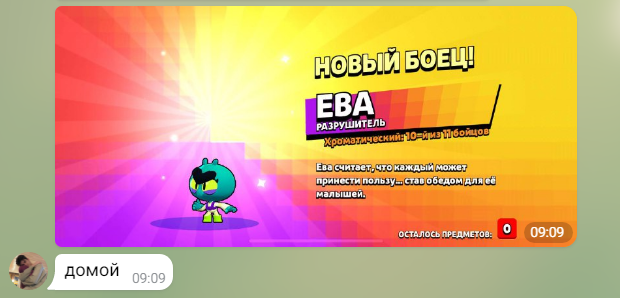 НОВЫЙ БОЕЦ!
ЕВА
РАЗРУШИТЕЛЬ
Хроматический: 10-й из 11 бойцов
Ева считает, что каждый может
принести пользу... став обедом для её
малышей.
ОСТАЛОСЬ ПРЕДМЕТОВ: 0
09:09
домой 09:09